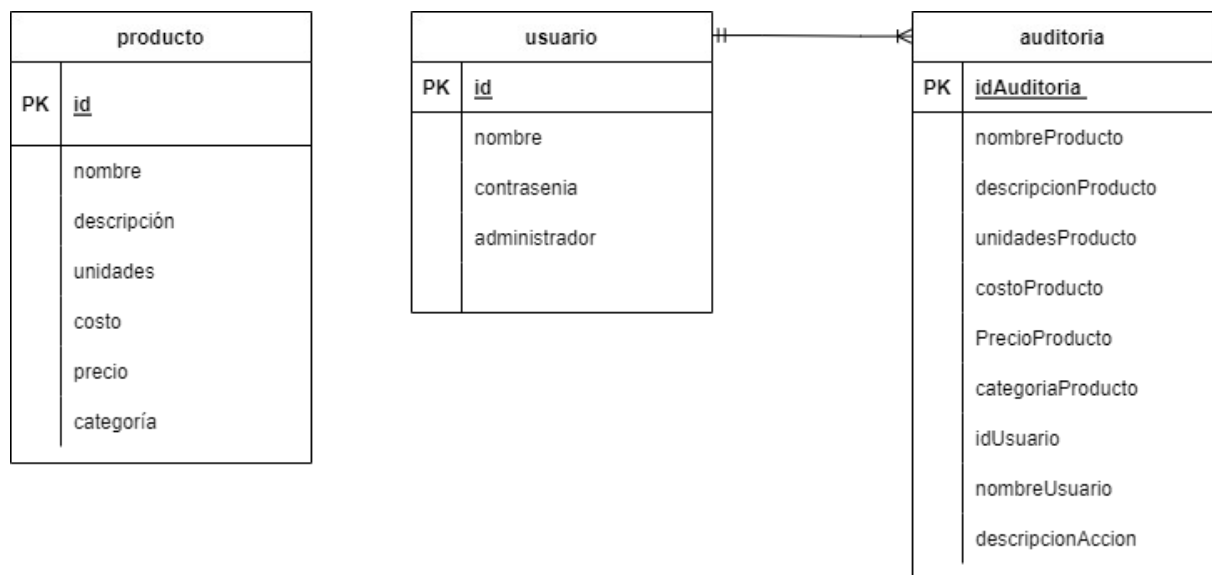 producto
PK id
nombre
descripción
unidades
costo
precio
categoría
usuario
PK id
nombre
contrasenia
administrador
auditoria
PK idAuditoria
nombreProducto
descripcionProducto
unidadesProducto
costoProducto
PrecioProducto
categoriaProducto
idUsuario
nombreUsuario
descripcionAccion